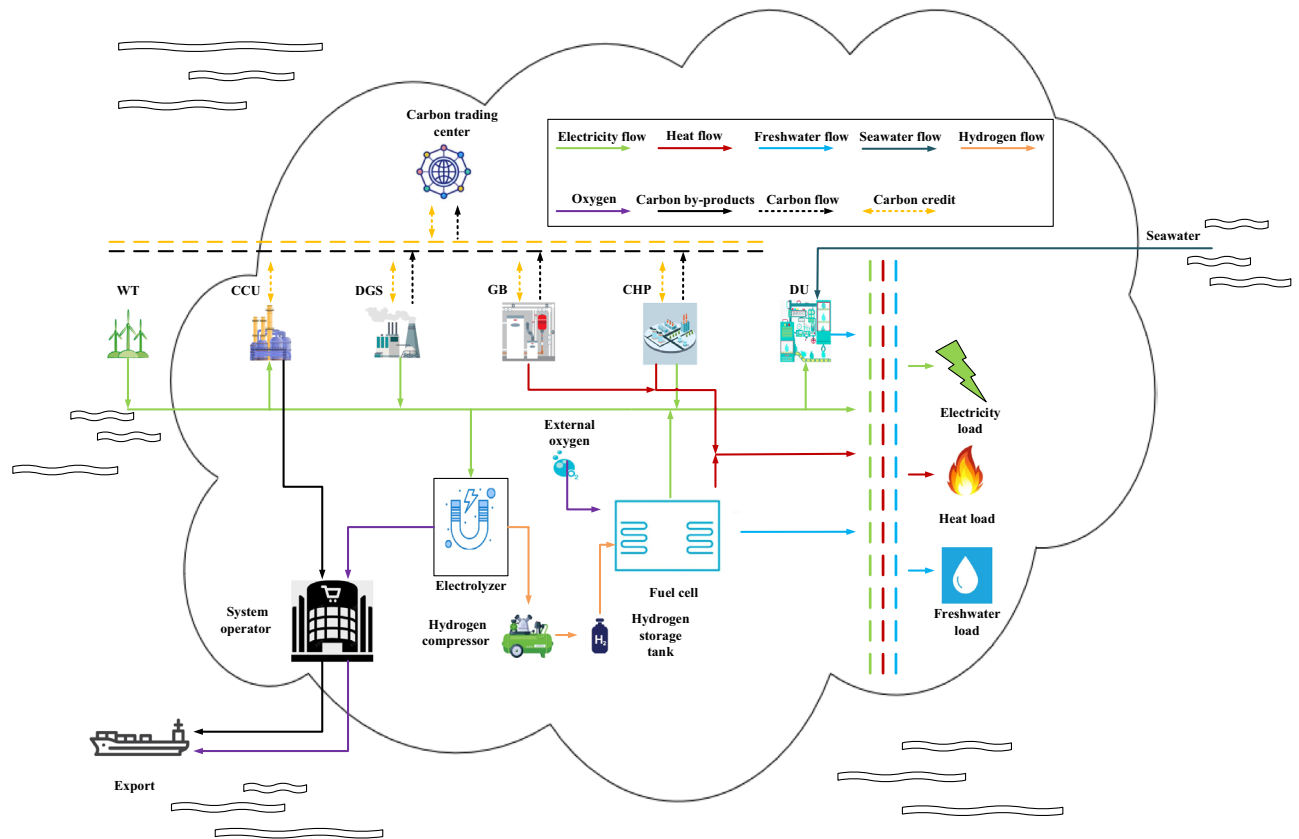 Carbon trading
center
Electricity flow
Heat flow
Freshwater flow
Seawater flow
Hydrogen flow
Oxygen
Carbon by-products
Carbon flow
Carbon credit
Seawater
WT
CCU
DGS
GB
CHP
DU
Electricity
load
External
oxygen
O2
Heat load
Electrolyzer
Fuel cell
Freshwater
load
System
operator
Hydrogen
compressor
H2
Hydrogen
storage
tank
Export